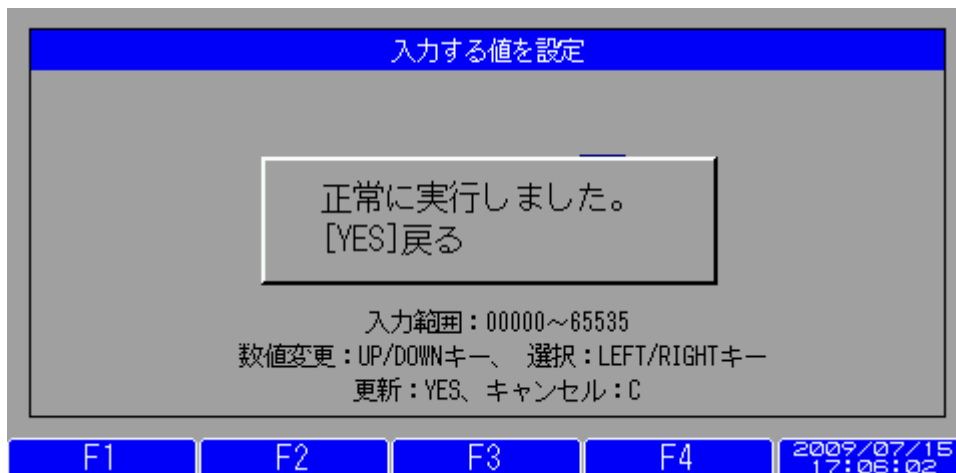 入力する値を設定
正常に実行しました。
[YES]戻る
入力範囲：00000～65535
数値変更：UP/DOWNキー、 選択：LEFT/RIGHTキー
更新：YES、キャンセル：C
F1 F2 F3 F4 2009/07/15
17:06:02